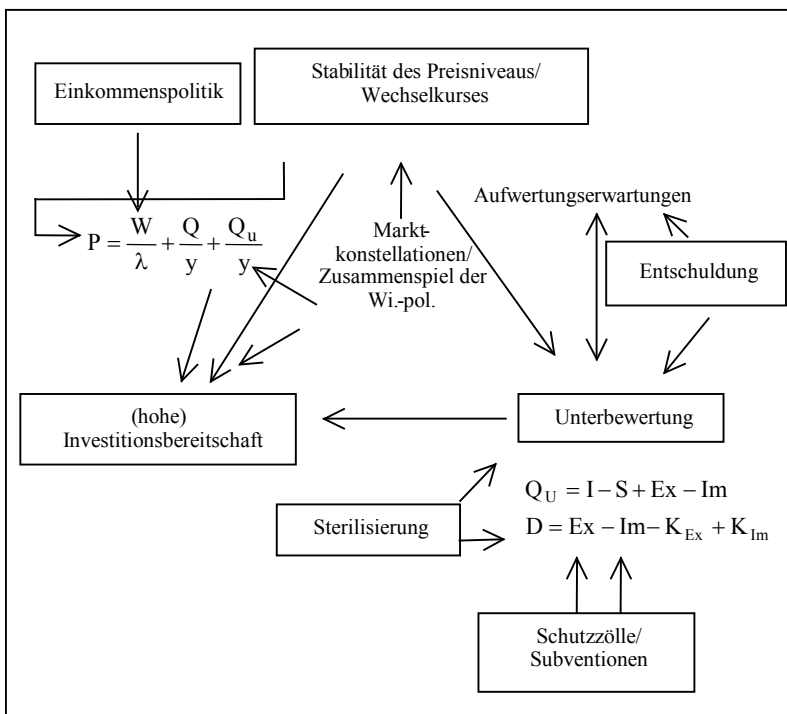 Stabilität des Preisniveaus/
Wechselkurses
Einkommenspolitik
Aufwertungserwartungen
P = W/λ + Q/y + Qu/y
Markt-
konstellationen/
Zusammenspiel der
Wi.-pol.
Entschuldung
(hohe)
Investitionsbereitschaft
Unterbewertung
Sterilisierung
Q_U = I – S + Ex – Im
D = Ex – Im – K_Ex + K_Im
Schutzzölle/
Subventionen